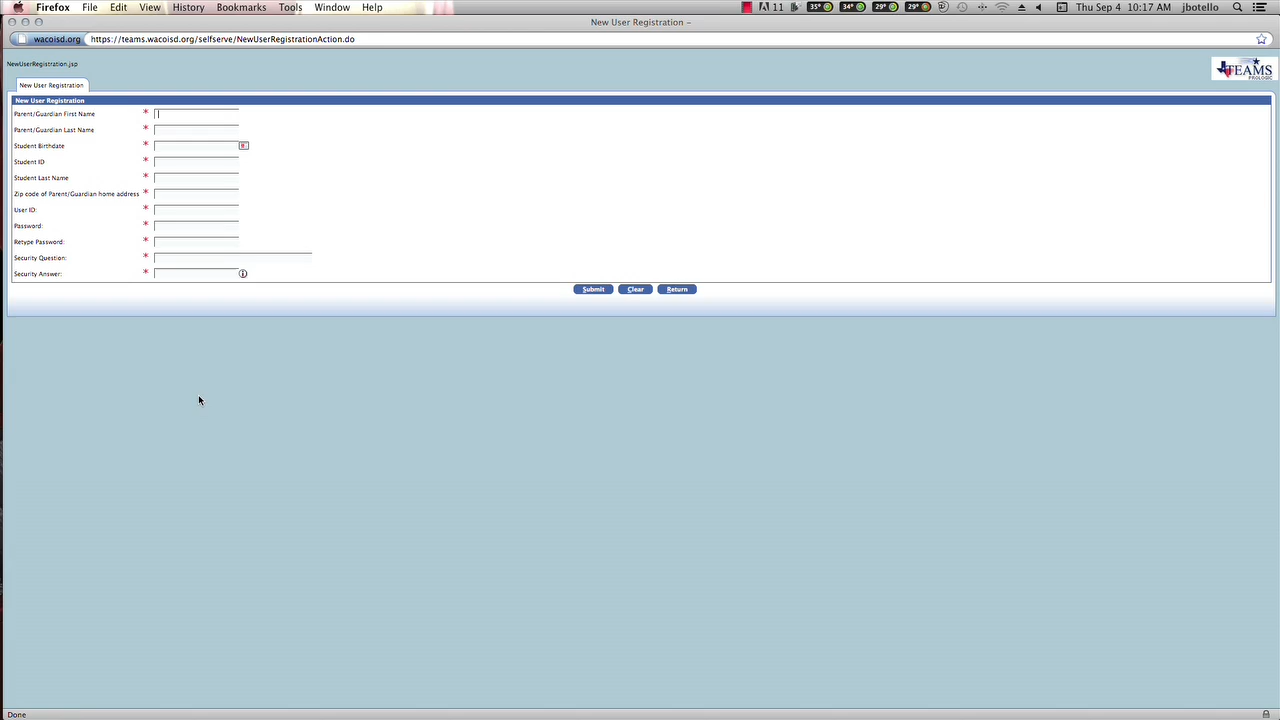 Firefox File Edit View History Bookmarks Tools Window Help 11 35° 34° 29° 29° Thu Sep 4 10:17 AM jbotello
New User Registration –
wacoisd.org https://teams.wacoisd.org/selfserve/NewUserRegistrationAction.do
NewUserRegistration.jsp
TEAMS
PROLOGIC
New User Registration
New User Registration
Parent/Guardian First Name *
Parent/Guardian Last Name *
Student Birthdate *
Student ID *
Student Last Name *
Zip code of Parent/Guardian home address *
User ID: *
Password: *
Retype Password: *
Security Question: *
Security Answer: *
Submit Clear Return
Done